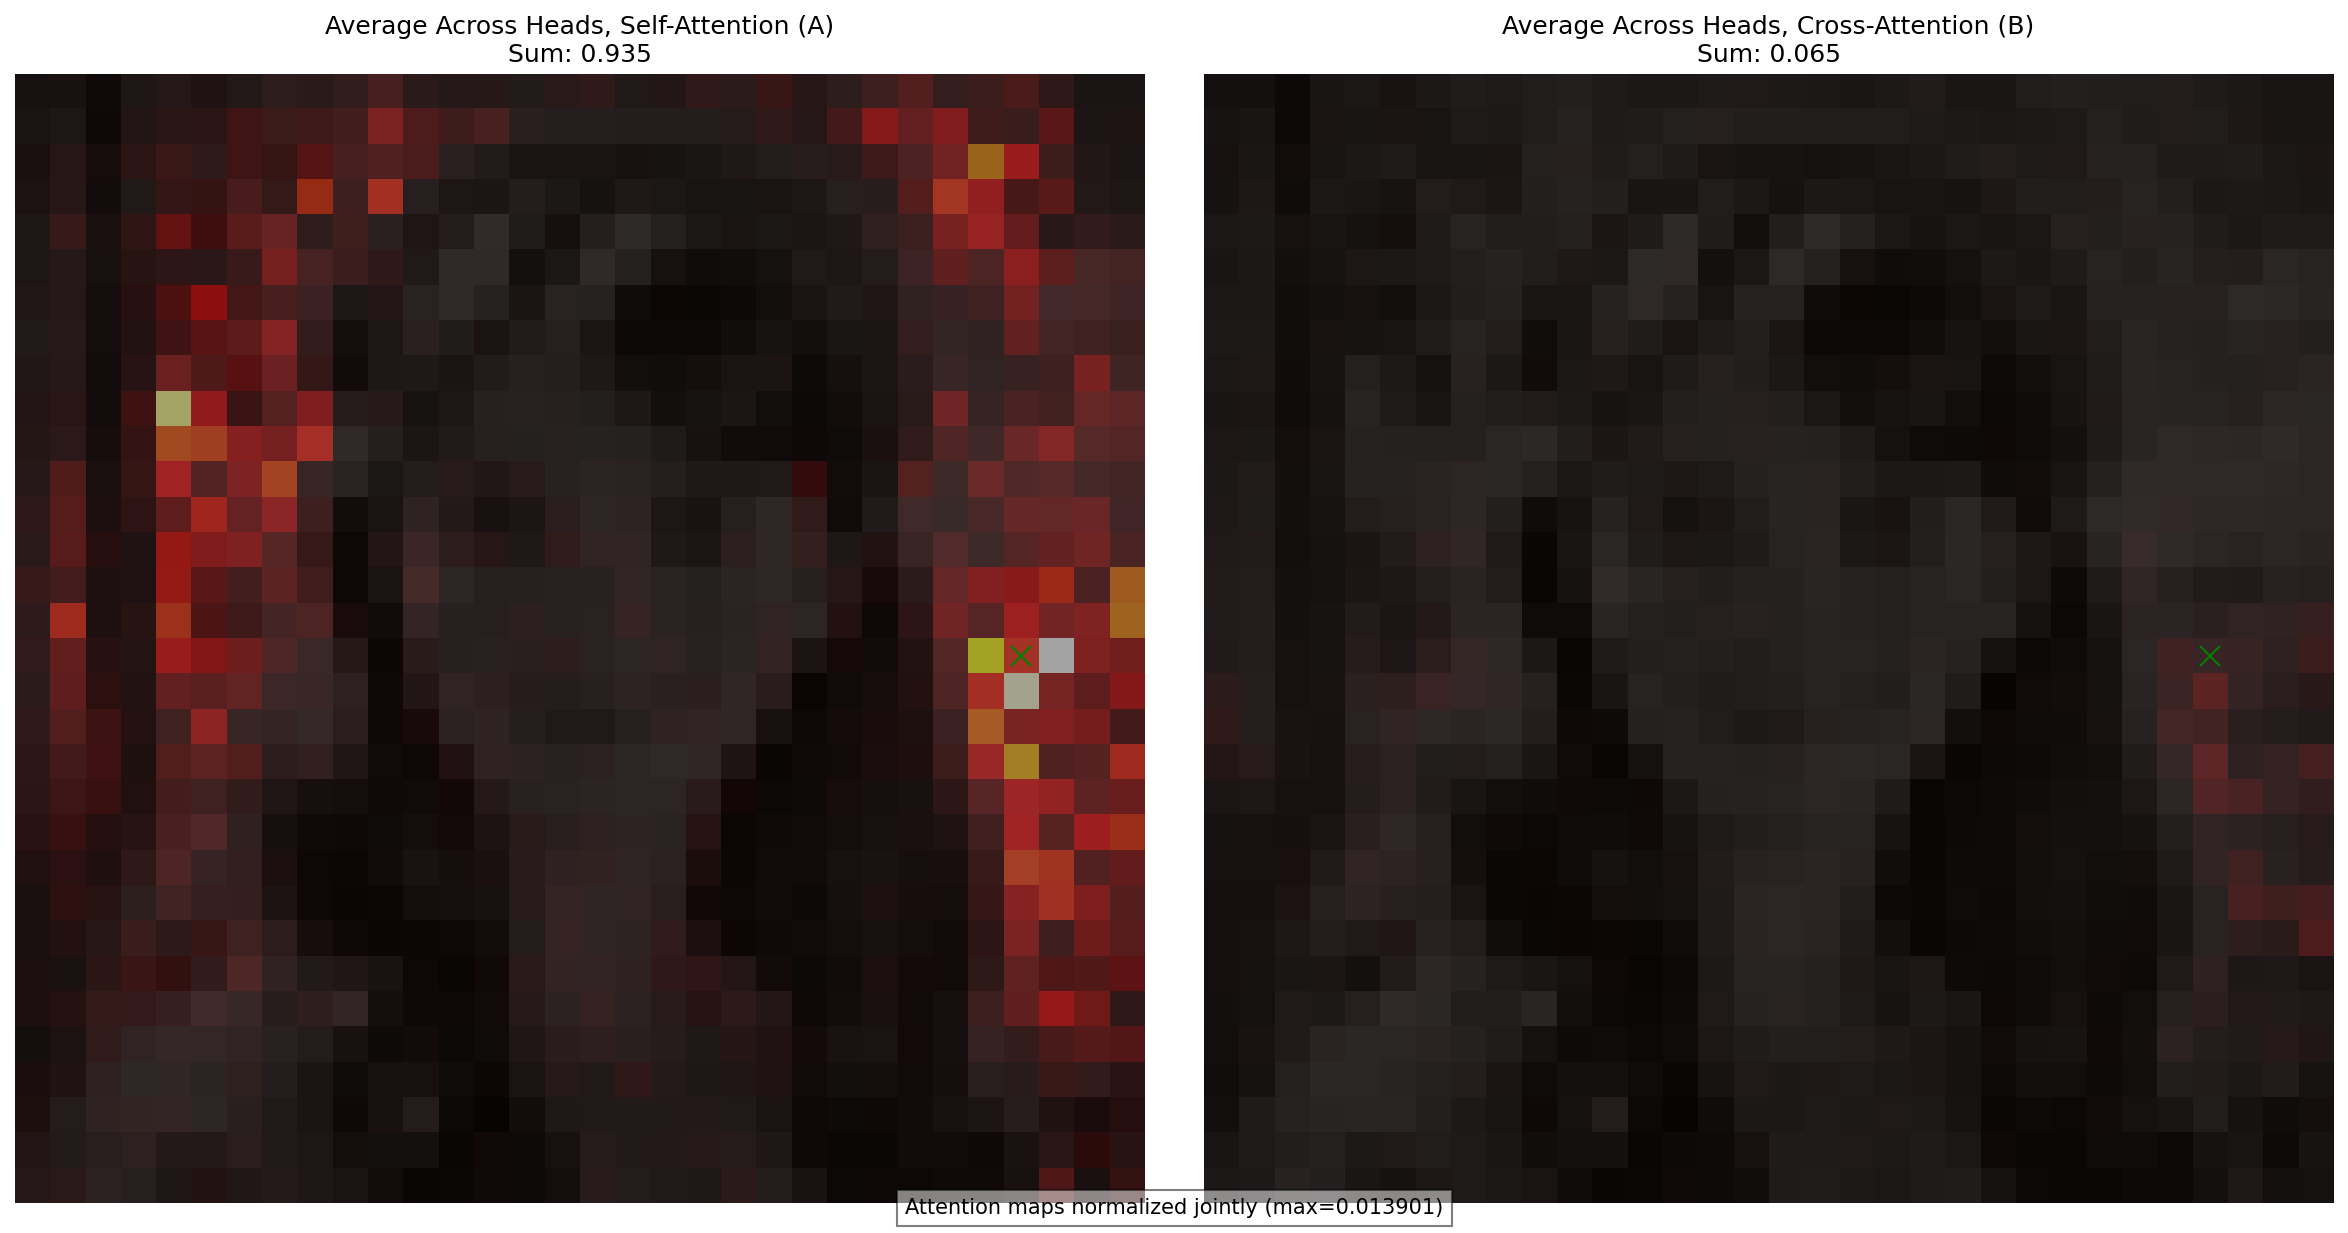 Average Across Heads, Self-Attention (A)
Sum: 0.935
Average Across Heads, Cross-Attention (B)
Sum: 0.065
Attention maps normalized jointly (max=0.013901)